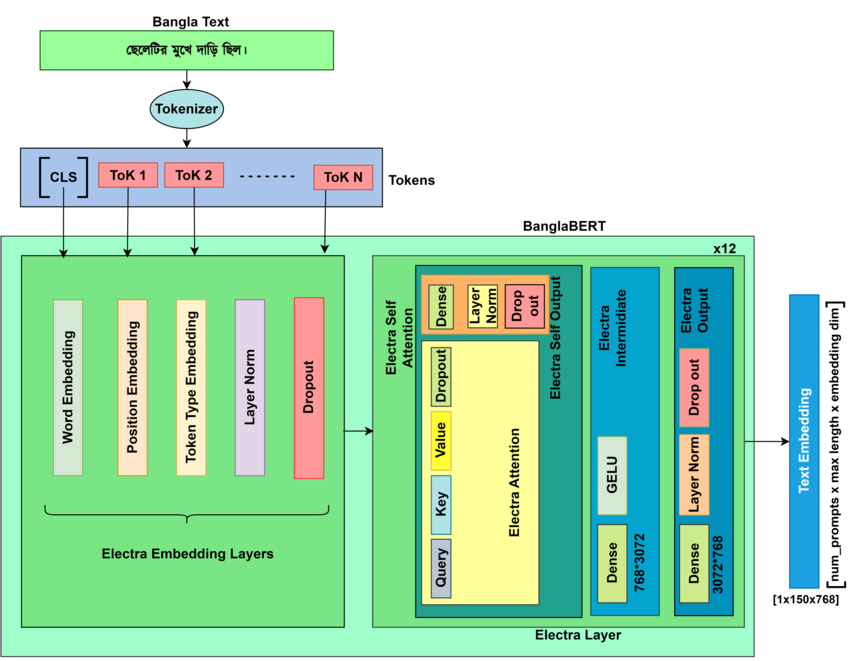 Bangla Text
ছেলেটির মুখে দাড়ি ছিল।
Tokenizer
[CLS]
ToK 1
ToK 2
-------
ToK N
Tokens
BanglaBERT
x12
Word Embedding
Position Embedding
Token Type Embedding
Layer Norm
Dropout
Electra Embedding Layers
Electra Self
Attention
Dense
Layer
Norm
Drop
out
Electra Self Output
Dropout
Value
Key
Query
Electra Attention
Electra
Intermidiate
GELU
Dense
768*3072
Electra
Output
Drop out
Layer Norm
Dense
3072*768
Electra Layer
Text Embedding
[num_prompts x max length x embedding dim]
[1x150x768]